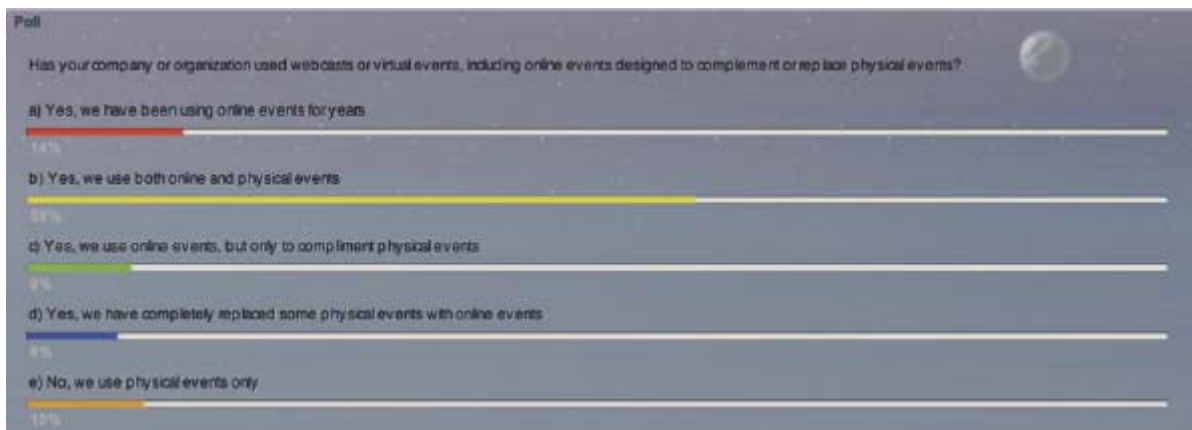 Poll
Has your company or organization used webcasts or virtual events, including online events designed to complement or replace physical events?
a) Yes, we have been using online events for years
14%
b) Yes, we use both online and physical events
c) Yes, we use online events, but only to compliment physical events
9%
d) Yes, we have completely replaced some physical events with online events
8%
e) No, we use physical events only
10%